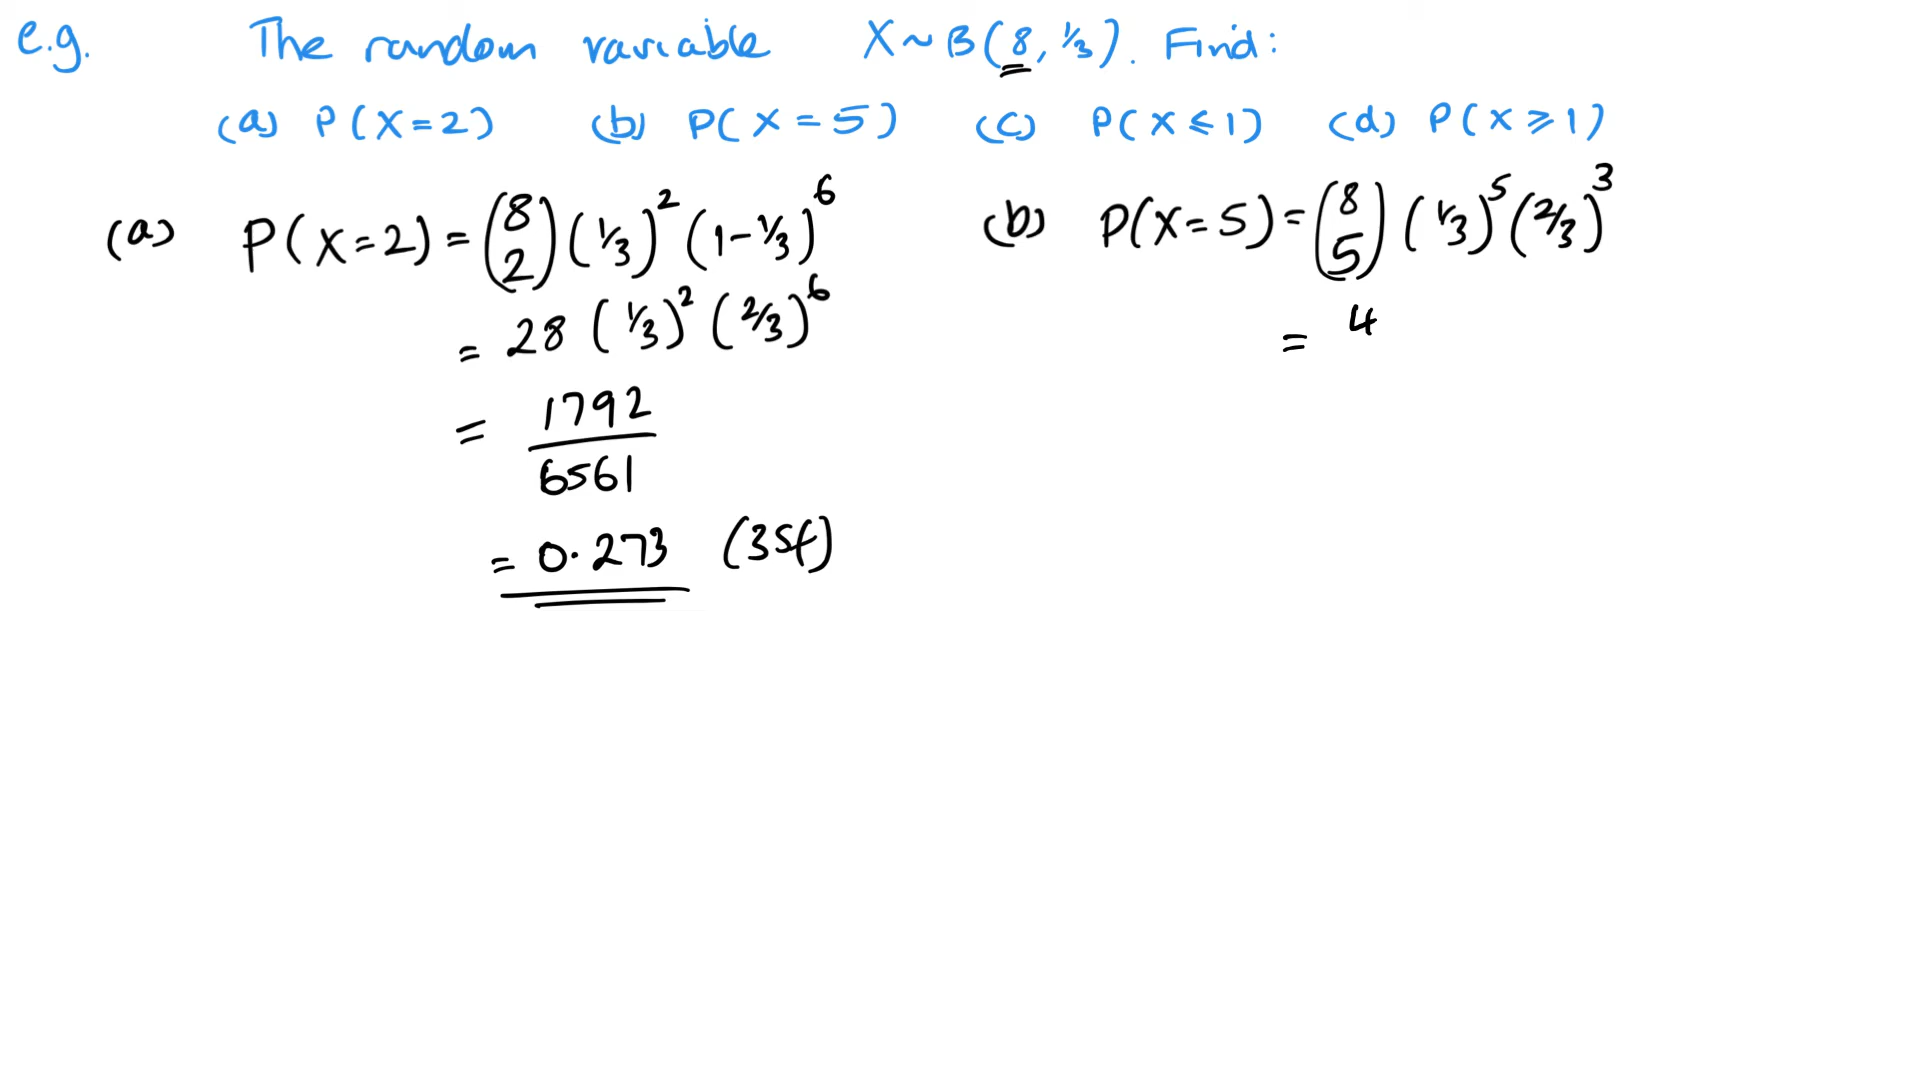 e.g. The random variable X~B(8, 1/3). Find:
(a) P(X=2) (b) P(X=5) (c) P(X⩽1) (d) P(X⩾1)
(a) P(X=2) = (8 2) (1/3)² (1-1/3)⁶
= 28 (1/3)² (2/3)⁶
= 1792/6561
= 0.273 (3sf)
(b) P(X=5) = (8 5) (1/3)⁵ (2/3)³
= 4